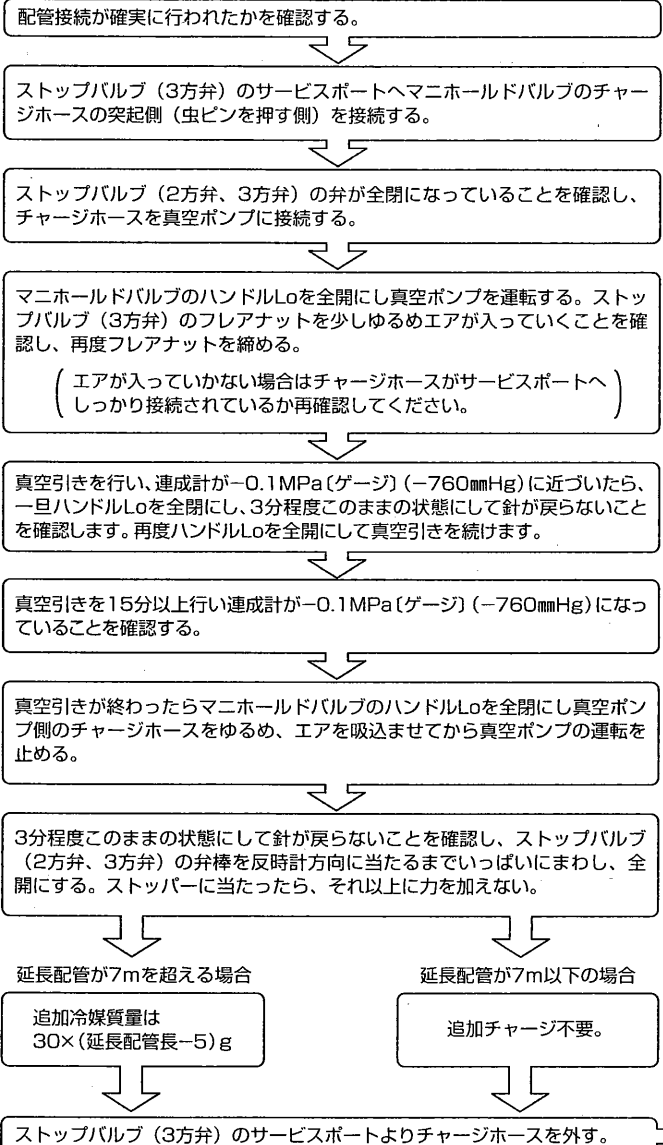 配管接続が確実に行われたかを確認する。
ストップバルブ（3方弁）のサービスポートへマニホールドバルブのチャー
ジホースの突起側（虫ピンを押す側）を接続する。
ストップバルブ（2方弁、3方弁）の弁が全閉になっていることを確認し、
チャージホースを真空ポンプに接続する。
マニホールドバルブのハンドルLoを全開にし真空ポンプを運転する。ストッ
プバルブ（3方弁）のフレアナットを少しゆるめエアが入っていくことを確
認し、再度フレアナットを締める。
（エアが入っていかない場合はチャージホースがサービスポートへ
しっかり接続されているか再確認してください。）
真空引きを行い、連成計が−0.1MPa〔ゲージ〕（−760mmHg）に近づいたら、
一旦ハンドルLoを全閉にし、3分程度このままの状態にして針が戻らないこと
を確認します。再度ハンドルLoを全開にして真空引きを続けます。
真空引きを15分以上行い連成計が−0.1MPa〔ゲージ〕（−760mmHg）になっ
ていることを確認する。
真空引きが終わったらマニホールドバルブのハンドルLoを全閉にし真空ポン
プ側のチャージホースをゆるめ、エアを吸込ませてから真空ポンプの運転を
止める。
3分程度このままの状態にして針が戻らないことを確認し、ストップバルブ
（2方弁、3方弁）の弁棒を反時計方向に当たるまでいっぱいにまわし、全
開にする。ストッパーに当たったら、それ以上に力を加えない。
延長配管が7mを超える場合
追加冷媒質量は
30×（延長配管長−5）g
延長配管が7m以下の場合
追加チャージ不要。
ストップバルブ（3方弁）のサービスポートよりチャージホースを外す。